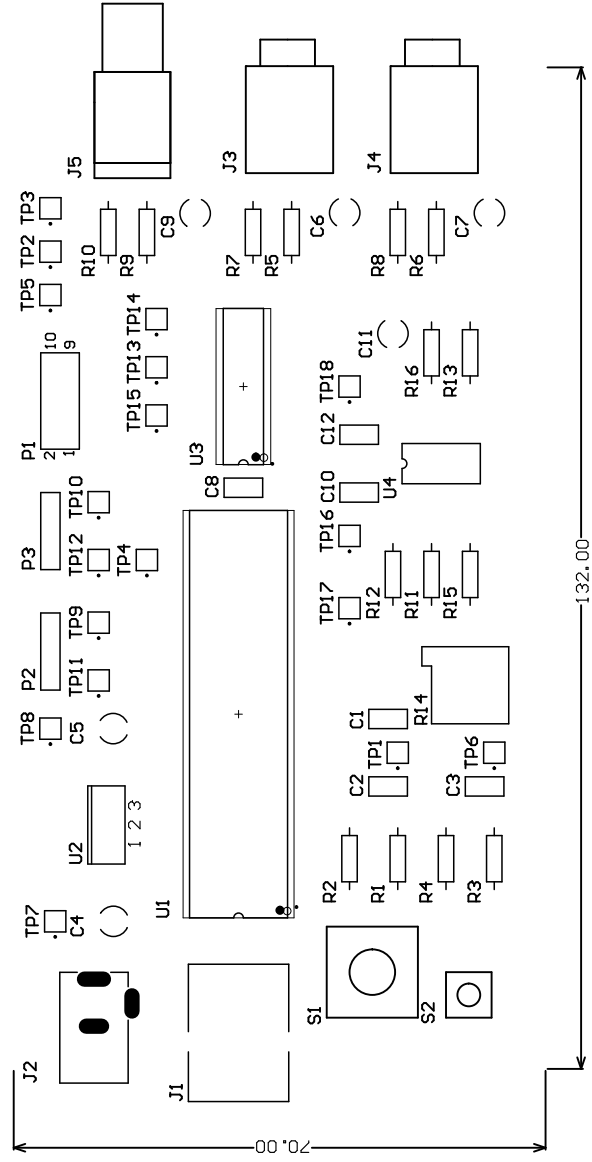 J5
J3
J4
TP3
TP2
TP5
R10
R9
C9
R7
R5
C6
R8
R6
C7
TP14
TP13
TP15
P1
10
9
2
1
U3
C11
R16
R13
TP18
C12
C8
C10
U4
TP10
P3
TP12
TP4
TP16
TP17
R12
R11
R15
132.00
TP9
P2
TP11
TP8
C5
C1
R14
TP1
TP6
C2
C3
U2
1 2 3
R2
R1
R4
R3
TP7
C4
U1
S1
S2
J2
J1
70.00